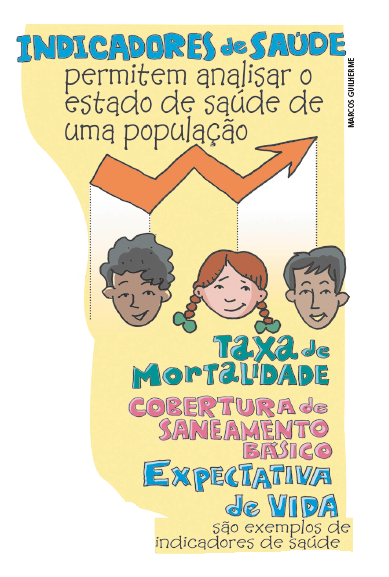 INDICADORES de SAÚDE
permitem analisar o
estado de saúde de
uma população
MARCOS GUILHERME
TAXA de
MORTALIDADE
COBERTURA de
SANEAMENTO
BÁSICO
EXPECTATIVA
de VIDA
são exemplos de
indicadores de saúde